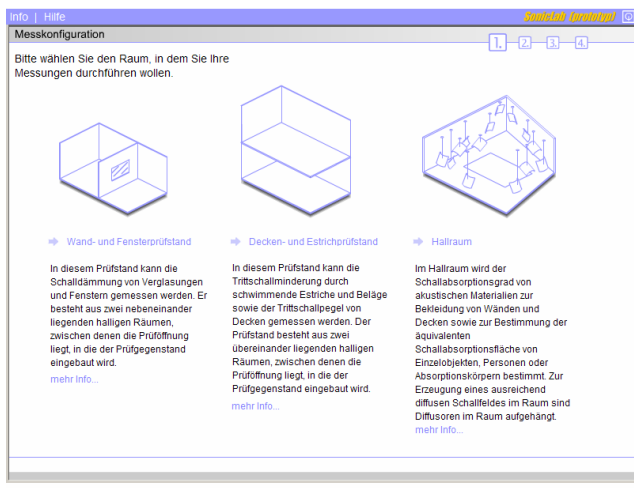 Info | Hilfe
SonicLab (prototyp)
Messkonfiguration
1. 2. 3. 4.
Bitte wählen Sie den Raum, in dem Sie Ihre
Messungen durchführen wollen.
Wand- und Fensterprüfstand
In diesem Prüfstand kann die
Schalldämmung von Verglasungen
und Fenstern gemessen werden. Er
besteht aus zwei nebeneinander
liegenden halligen Räumen,
zwischen denen die Prüföffnung
liegt, in die der Prüfgegenstand
eingebaut wird.
mehr Info...
Decken- und Estrichprüfstand
In diesem Prüfstand kann die
Trittschallminderung durch
schwimmende Estriche und Beläge
sowie der Trittschallpegel von
Decken gemessen werden. Der
Prüfstand besteht aus zwei
übereinander liegenden halligen
Räumen, zwischen denen die
Prüföffnung liegt, in die der
Prüfgegenstand eingebaut wird.
mehr Info...
Hallraum
Im Hallraum wird der
Schallabsorptionsgrad von
akustischen Materialien zur
Bekleidung von Wänden und
Decken sowie zur Bestimmung der
äquivalenten
Schallabsorptionsfläche von
Einzelobjekten, Personen oder
Absorptionskörpern bestimmt. Zur
Erzeugung eines ausreichend
diffusen Schallfeldes im Raum sind
Diffusoren im Raum aufgehängt.
mehr Info...